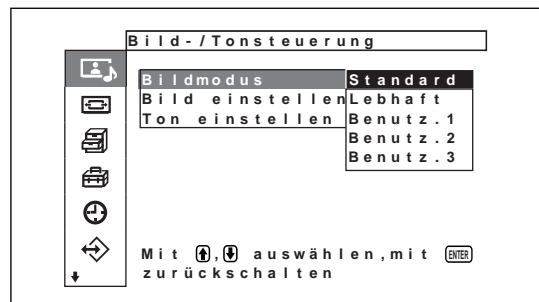 Bild-/Tonsteuerung
Bildmodus Standard
Bild einstellen Lebhaft
Ton einstellen Benutz.1
Benutz.2
Benutz.3
Mit ↑,↓ auswählen,mit ENTER
zurückschalten